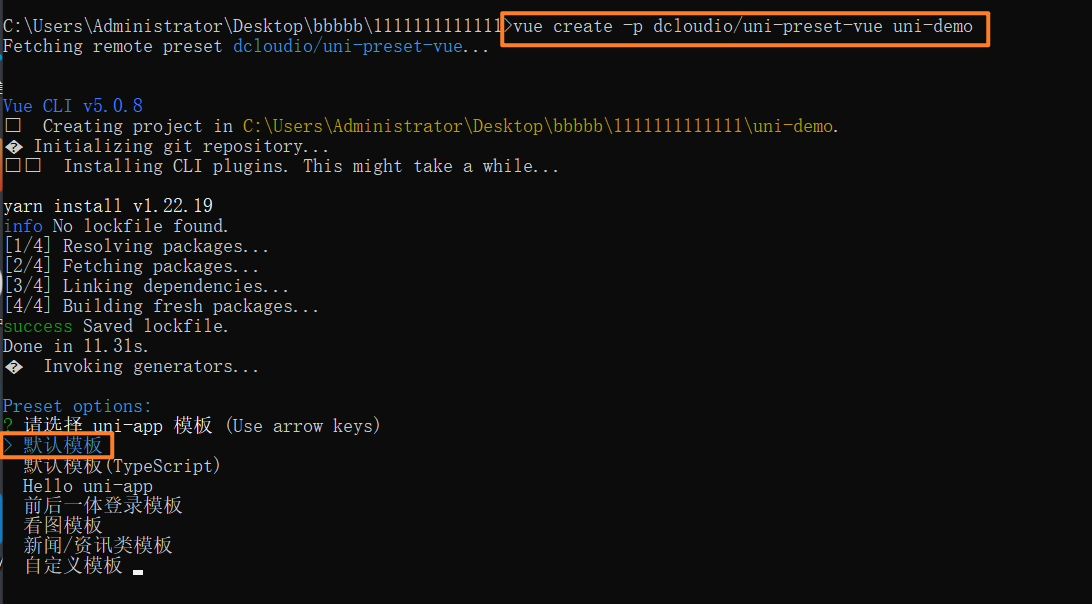 C:\Users\Administrator\Desktop\bbbbb\lllllllllllll>vue create -p dcloudio/uni-preset-vue uni-demo
Fetching remote preset dcloudio/uni-preset-vue...
Vue CLI v5.0.8
□ Creating project in C:\Users\Administrator\Desktop\bbbbb\lllllllllllll\uni-demo.
� Initializing git repository...
□□ Installing CLI plugins. This might take a while...
yarn install v1.22.19
info No lockfile found.
[1/4] Resolving packages...
[2/4] Fetching packages...
[3/4] Linking dependencies...
[4/4] Building fresh packages...
success Saved lockfile.
Done in 11.31s.
� Invoking generators...
Preset options:
? 请选择 uni-app 模板 (Use arrow keys)
> 默认模板
默认模板(TypeScript)
Hello uni-app
前后一体登录模板
看图模板
新闻/资讯类模板
自定义模板